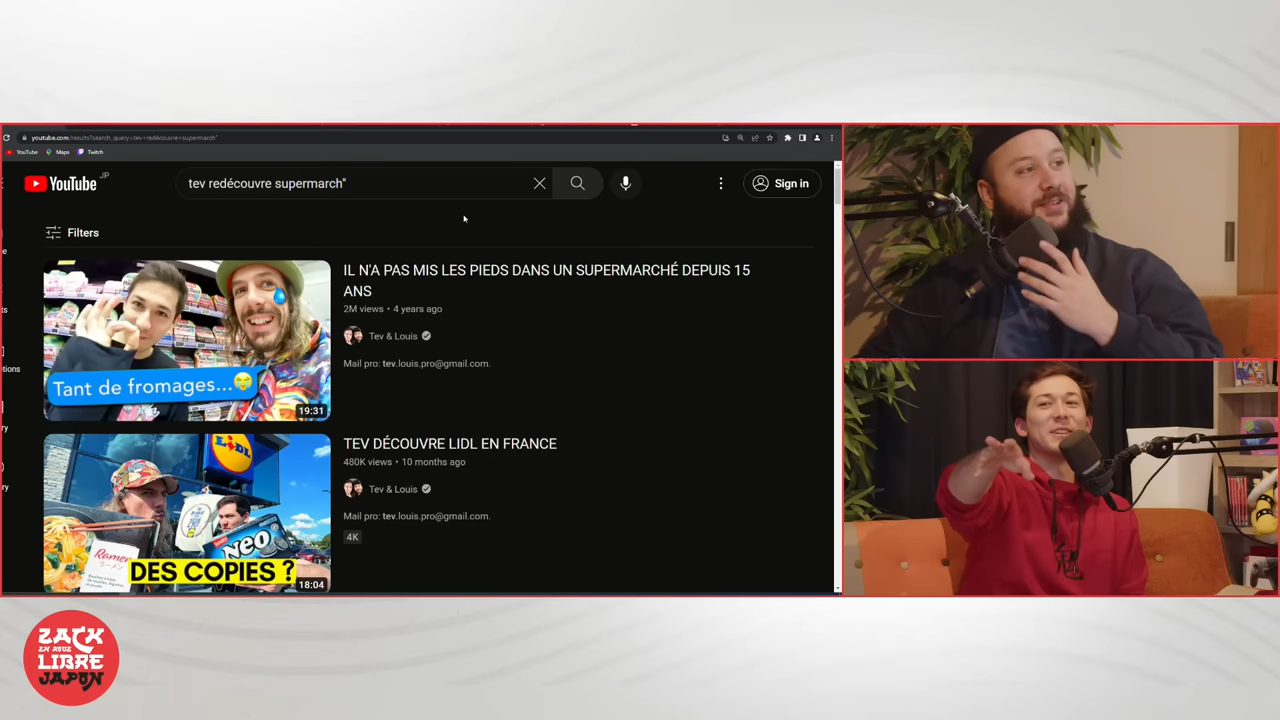 youtube.com/results?search_query=tev+redécouvre+supermarch"
YouTube
Maps
Twitch
YouTube
JP
tev redécouvre supermarch"
Sign in
Filters
IL N'A PAS MIS LES PIEDS DANS UN SUPERMARCHÉ DEPUIS 15
ANS
2M views • 4 years ago
Tev & Louis
Mail pro: tev.louis.pro@gmail.com.
Tant de fromages...
19:31
TEV DÉCOUVRE LIDL EN FRANCE
480K views • 10 months ago
Tev & Louis
Mail pro: tev.louis.pro@gmail.com.
4K
LIDL
Neo
Ramen
DES COPIES ?
18:04
ZACK
EN ROUE
LIBRE
JAPON